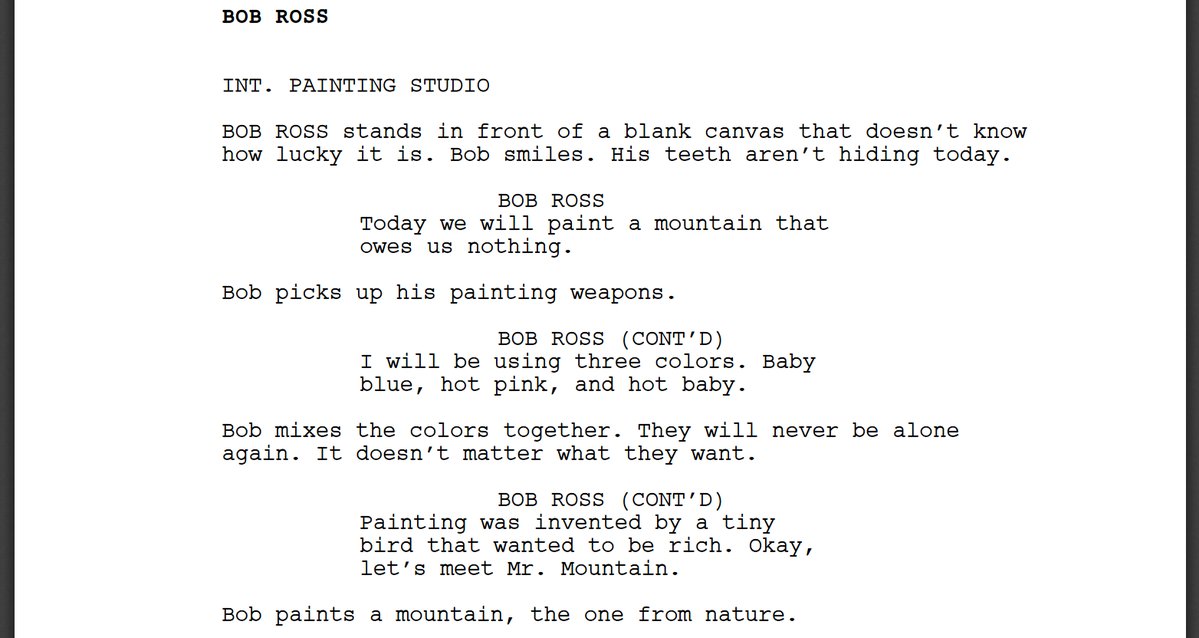 BOB ROSS
INT. PAINTING STUDIO
BOB ROSS stands in front of a blank canvas that doesn't know
how lucky it is. Bob smiles. His teeth aren't hiding today.
BOB ROSS
Today we will paint a mountain that
owes us nothing.
Bob picks up his painting weapons.
BOB ROSS (CONT'D)
I will be using three colors. Baby
blue, hot pink, and hot baby.
Bob mixes the colors together. They will never be alone
again. It doesn't matter what they want.
BOB ROSS (CONT'D)
Painting was invented by a tiny
bird that wanted to be rich. Okay,
let's meet Mr. Mountain.
Bob paints a mountain, the one from nature.